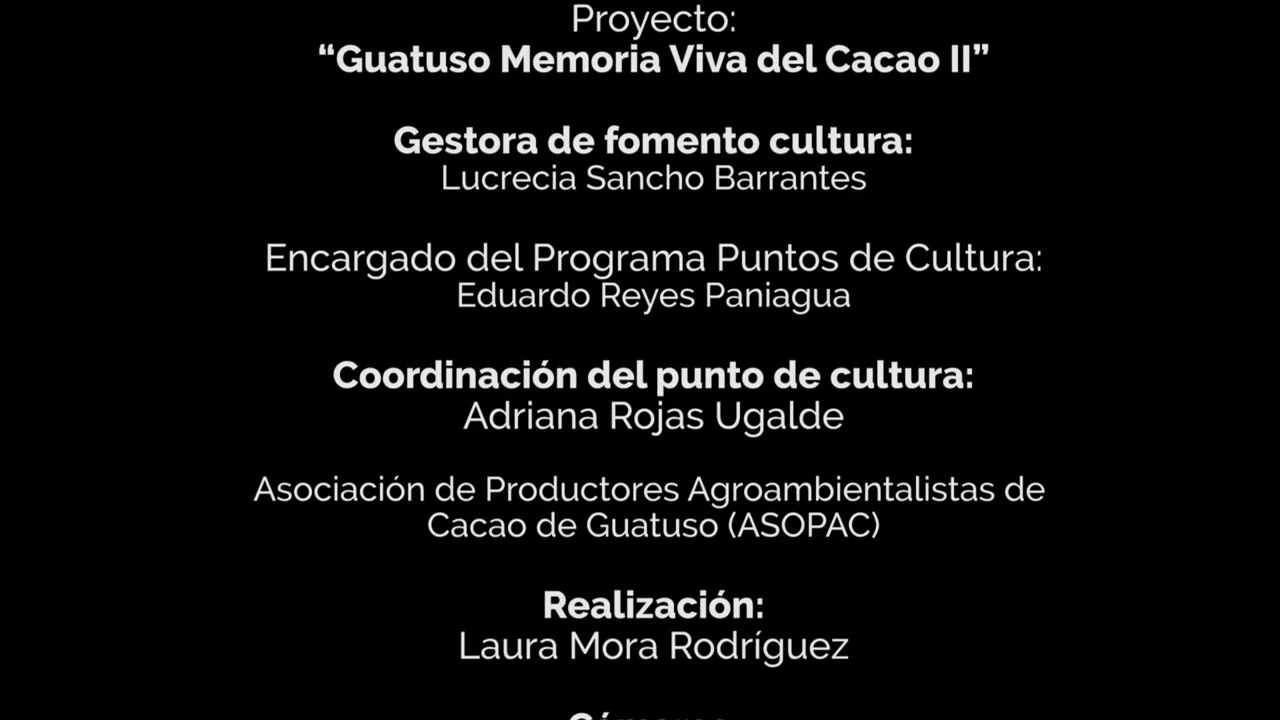 Proyecto:
“Guatuso Memoria Viva del Cacao II”
Gestora de fomento cultura:
Lucrecia Sancho Barrantes
Encargado del Programa Puntos de Cultura:
Eduardo Reyes Paniagua
Coordinación del punto de cultura:
Adriana Rojas Ugalde
Asociación de Productores Agroambientalistas de
Cacao de Guatuso (ASOPAC)
Realización:
Laura Mora Rodríguez